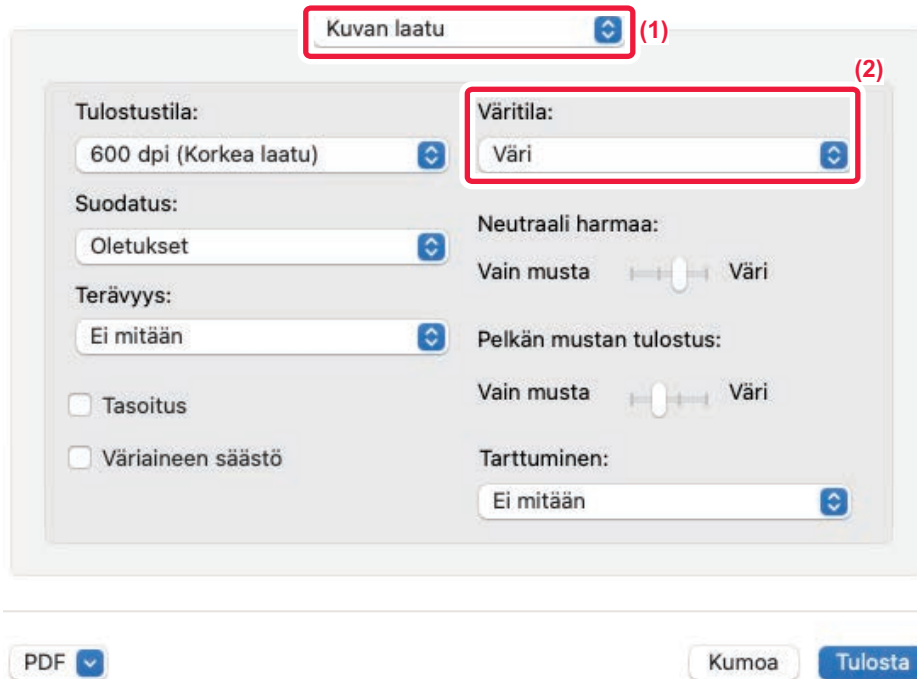 Kuvan laatu
(1)
(2)
Tulostustila:
600 dpi (Korkea laatu)
Suodatus:
Oletukset
Terävyys:
Ei mitään
Tasoitus
Väriaineen säästö
Väritila:
Väri
Neutraali harmaa:
Vain musta Väri
Pelkän mustan tulostus:
Vain musta Väri
Tarttuminen:
Ei mitään
PDF
Kumoa
Tulosta